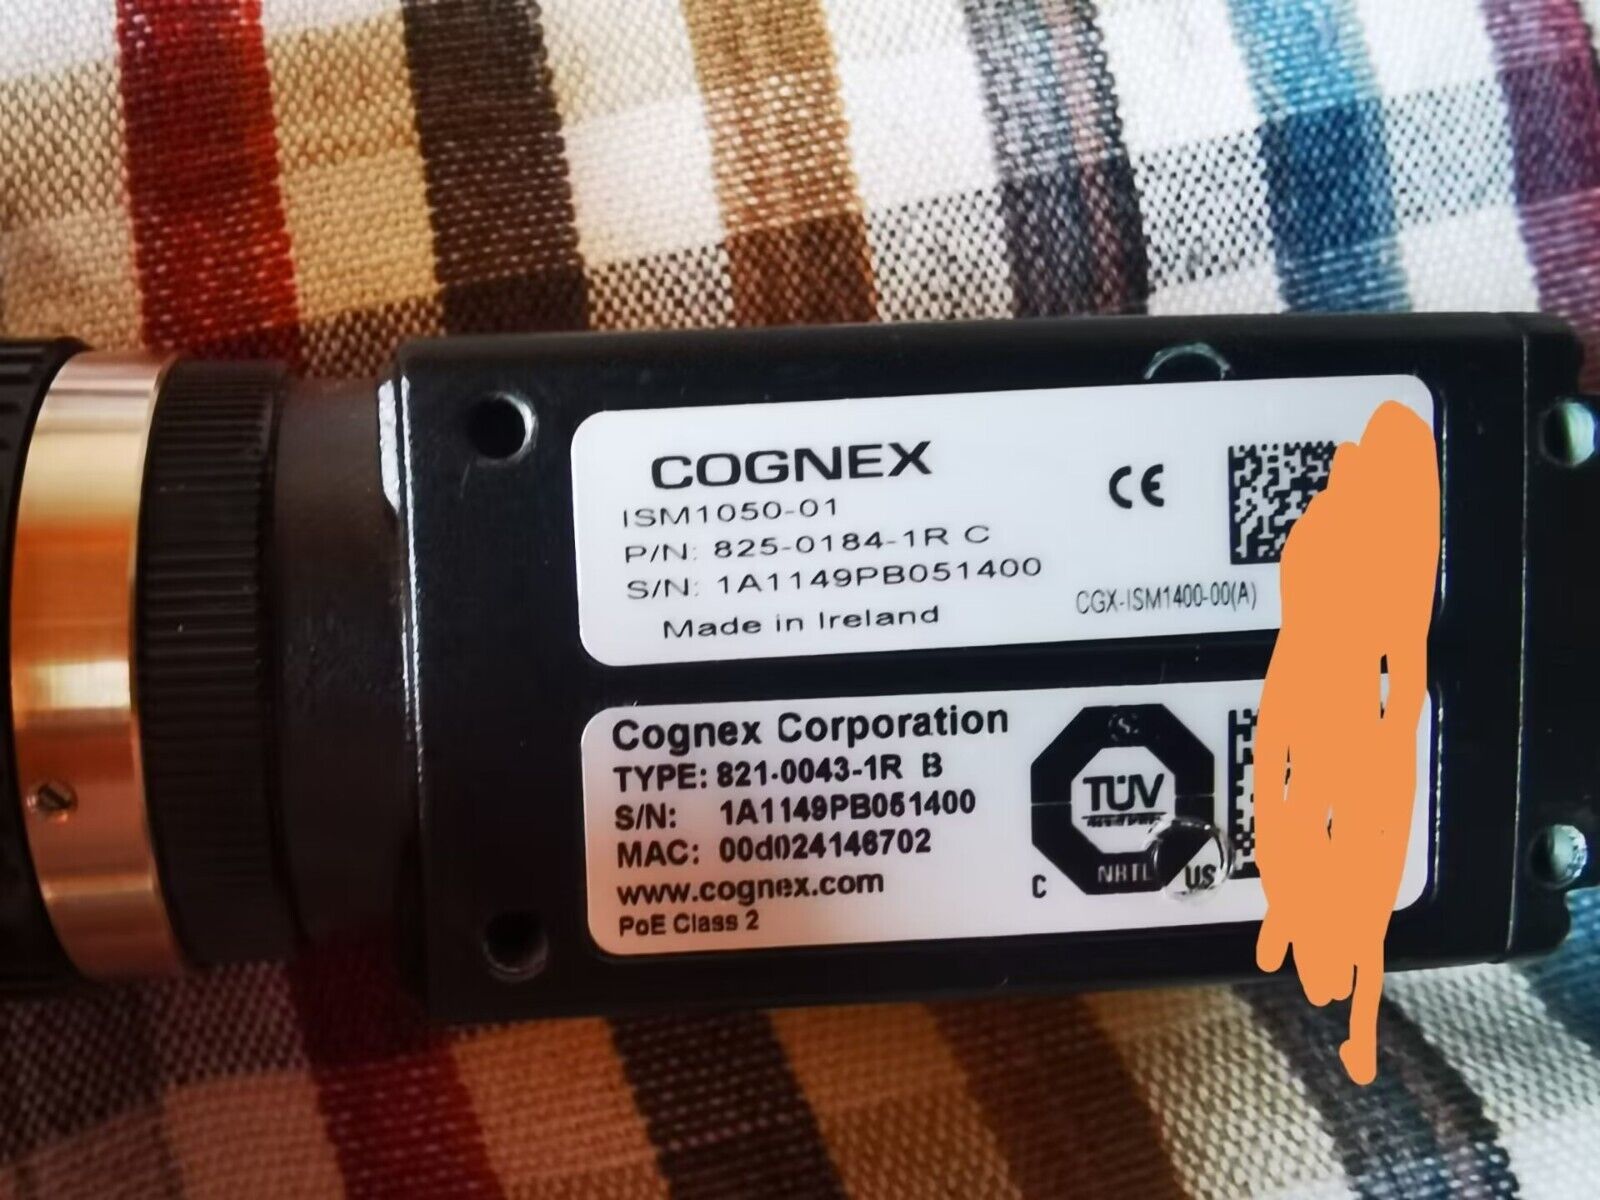 COGNEX
ISM1050-01
P/N: 825-0184-1R C
S/N: 1A1149PB051400
Made in Ireland
CE
CGX-ISM1400-00(A)
Cognex Corporation
TYPE: 821-0043-1R B
S/N: 1A1149PB051400
MAC: 00d024146702
www.cognex.com
PoE Class 2
S
TÜV
C
NRTL
US